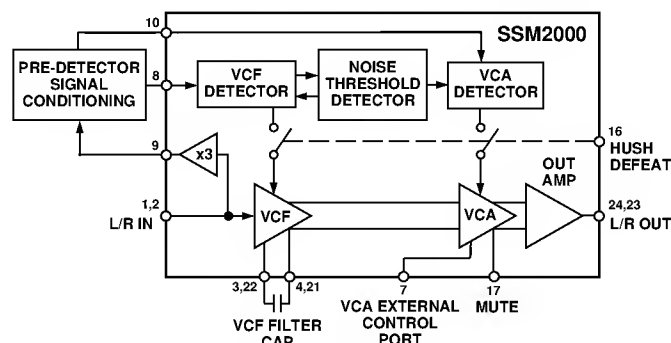 10
SSM2000
PRE-DETECTOR
SIGNAL
CONDITIONING
8
VCF
DETECTOR
NOISE
THRESHOLD
DETECTOR
VCA
DETECTOR
16
HUSH
DEFEAT
9
x3
OUT
AMP
1,2
L/R IN
VCF
VCA
24,23
L/R OUT
3,22
4,21
7
17
VCF FILTER
CAP
VCA EXTERNAL
CONTROL
PORT
MUTE